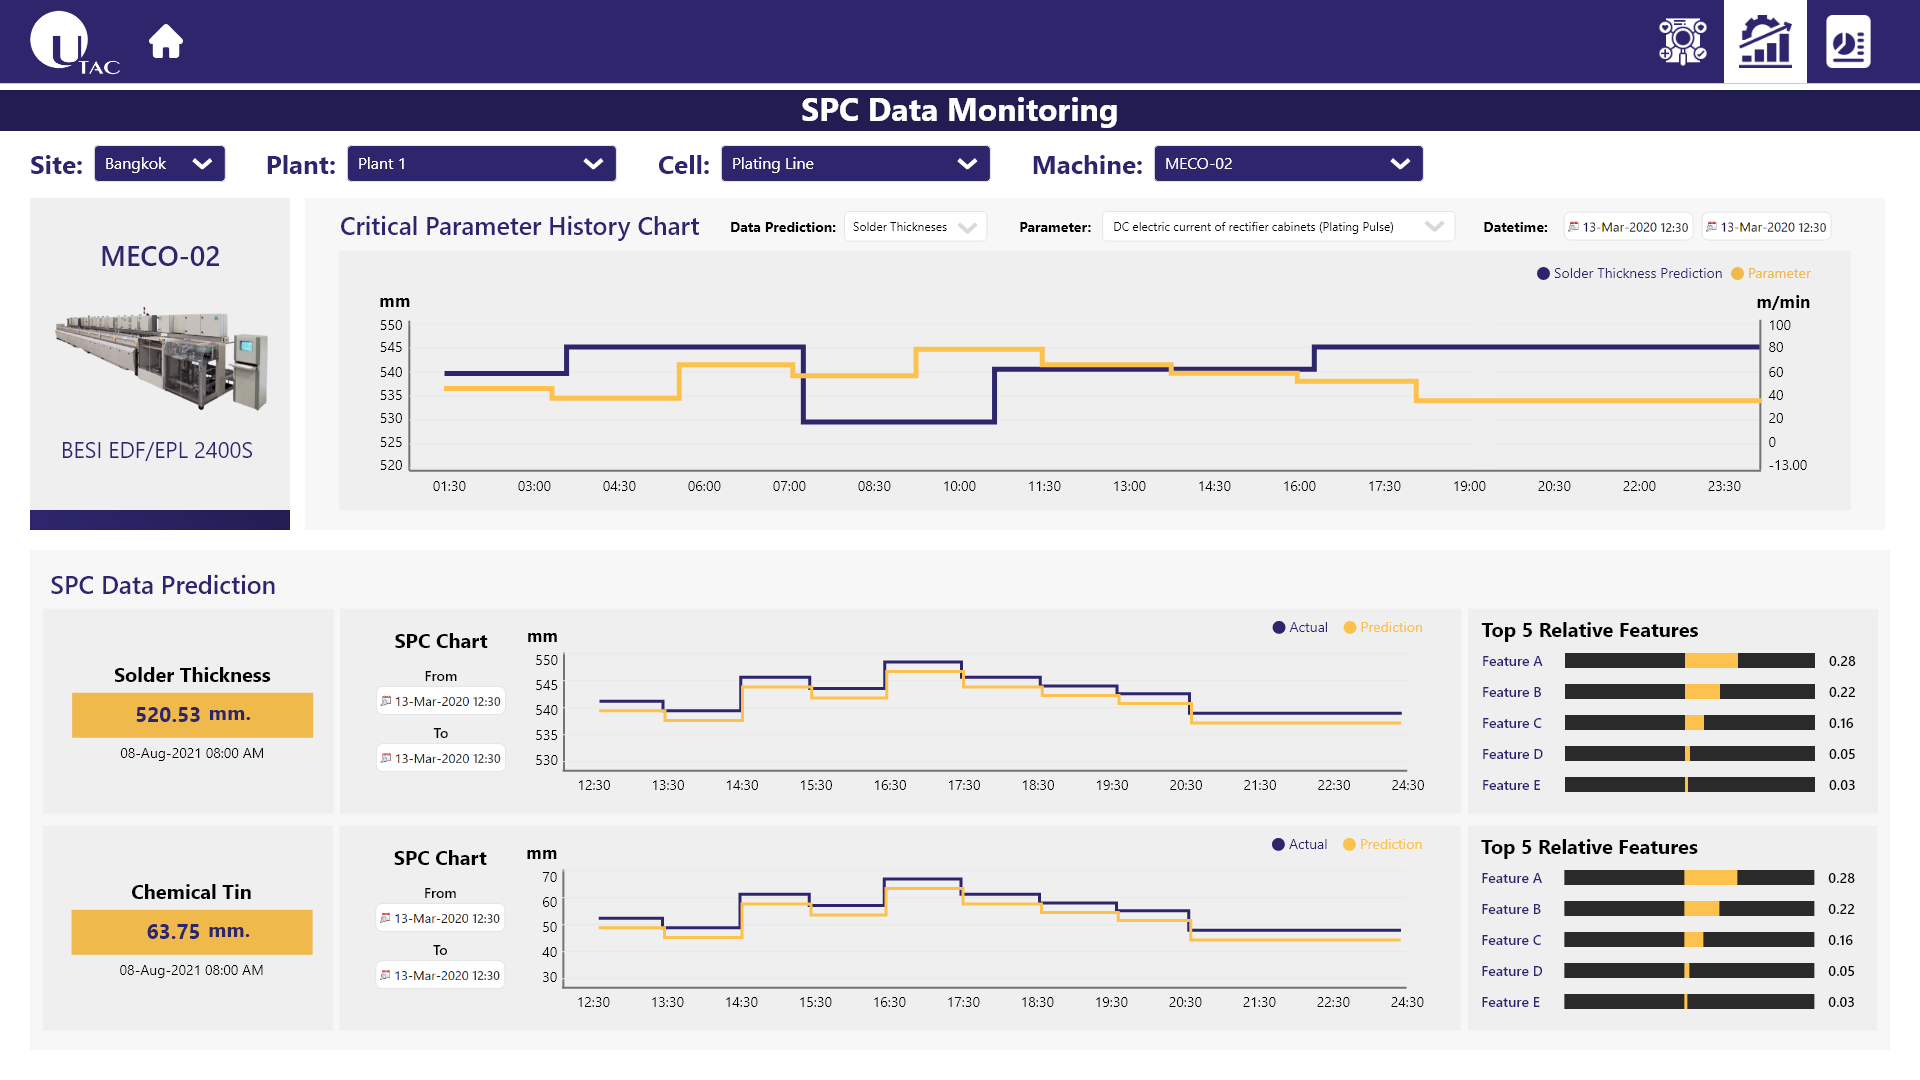 UTAC
SPC Data Monitoring
Site: Bangkok Plant: Plant 1 Cell: Plating Line Machine: MECO-02
MECO-02
BESI EDF/EPL 2400S
Critical Parameter History Chart Data Prediction: Solder Thickneses Parameter: DC electric current of rectifier cabinets (Plating Pulse) Datetime: 13-Mar-2020 12:30 13-Mar-2020 12:30
Solder Thickness Prediction Parameter
mm m/min
550 100
545 80
540 60
535 40
530 20
525 0
520 -13.00
01:30 03:00 04:30 06:00 07:00 08:30 10:00 11:30 13:00 14:30 16:00 17:30 19:00 20:30 22:00 23:30
SPC Data Prediction
Solder Thickness
520.53 mm.
08-Aug-2021 08:00 AM
SPC Chart
From
13-Mar-2020 12:30
To
13-Mar-2020 12:30
mm
Actual Prediction
550
545
540
535
530
12:30 13:30 14:30 15:30 16:30 17:30 18:30 19:30 20:30 21:30 22:30 24:30
Top 5 Relative Features
Feature A 0.28
Feature B 0.22
Feature C 0.16
Feature D 0.05
Feature E 0.03
Chemical Tin
63.75 mm.
08-Aug-2021 08:00 AM
SPC Chart
From
13-Mar-2020 12:30
To
13-Mar-2020 12:30
mm
Actual Prediction
70
60
50
40
30
12:30 13:30 14:30 15:30 16:30 17:30 18:30 19:30 20:30 21:30 22:30 24:30
Top 5 Relative Features
Feature A 0.28
Feature B 0.22
Feature C 0.16
Feature D 0.05
Feature E 0.03